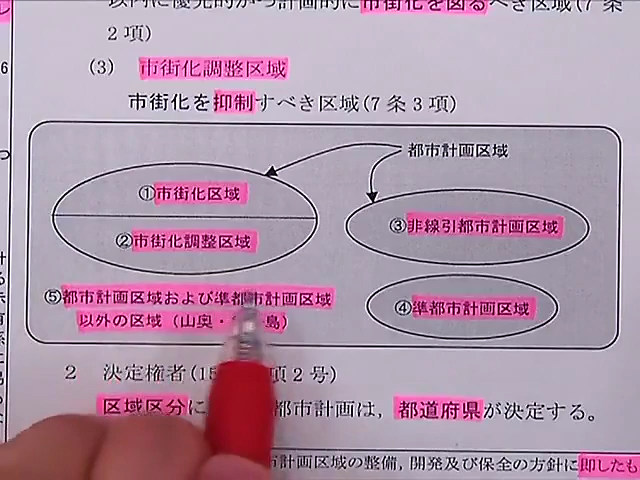 以内に優先的かつ計画的に市街化を図るべき区域(7条
2項)
(3) 市街化調整区域
市街化を抑制すべき区域(7条3項)
都市計画区域
①市街化区域
②市街化調整区域
③非線引都市計画区域
④準都市計画区域
⑤都市計画区域および準都市計画区域
以外の区域(山奥・島)
2 決定権者(15項2号)
区域区分に都市計画は,都道府県が決定する。
市計画区域の整備,開発及び保全の方針に即したも